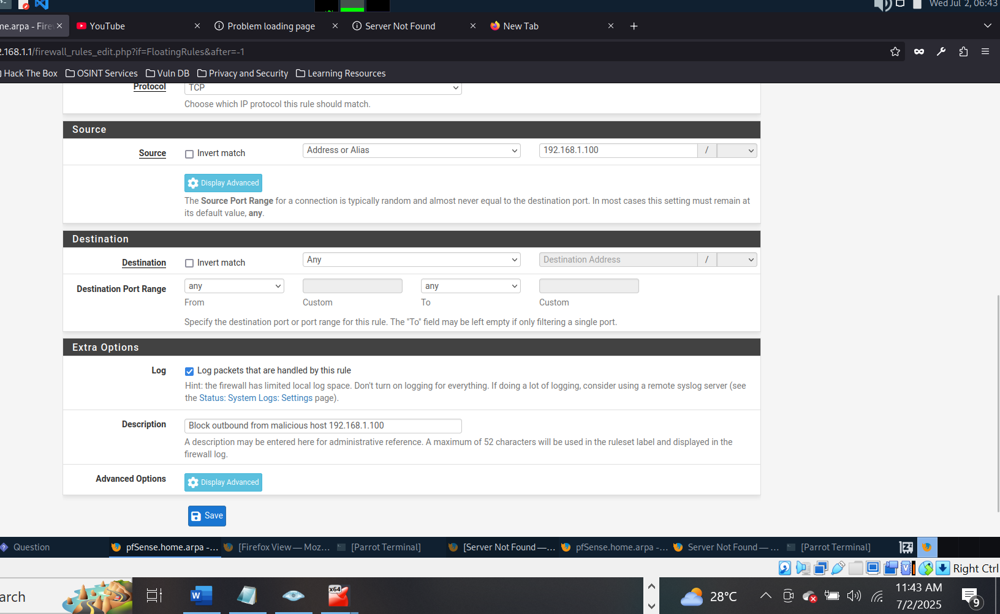 Wed Jul 2, 06:43
me.arpa - Fire
YouTube
Problem loading page
Server Not Found
New Tab
2.168.1.1/firewall_rules_edit.php?if=FloatingRules&after=-1
Hack The Box
OSINT Services
Vuln DB
Privacy and Security
Learning Resources
Protocol
TCP
Choose which IP protocol this rule should match.
Source
Source
Invert match
Address or Alias
192.168.1.100
/
Display Advanced
The Source Port Range for a connection is typically random and almost never equal to the destination port. In most cases this setting must remain at
its default value, any.
Destination
Destination
Invert match
Any
Destination Address
/
Destination Port Range
any
any
From
Custom
To
Custom
Specify the destination port or port range for this rule. The "To" field may be left empty if only filtering a single port.
Extra Options
Log
Log packets that are handled by this rule
Hint: the firewall has limited local log space. Don't turn on logging for everything. If doing a lot of logging, consider using a remote syslog server (see
the Status: System Logs: Settings page).
Description
Block outbound from malicious host 192.168.1.100
A description may be entered here for administrative reference. A maximum of 52 characters will be used in the ruleset label and displayed in the
firewall log.
Advanced Options
Display Advanced
Save
Question
pfSense.home.arpa -...
[Firefox View — Moz...
[Parrot Terminal]
[Server Not Found —...
pfSense.home.arpa -...
Server Not Found — ...
[Parrot Terminal]
Right Ctrl
arch
W
x64
28°C
11:43 AM
7/2/2025
9